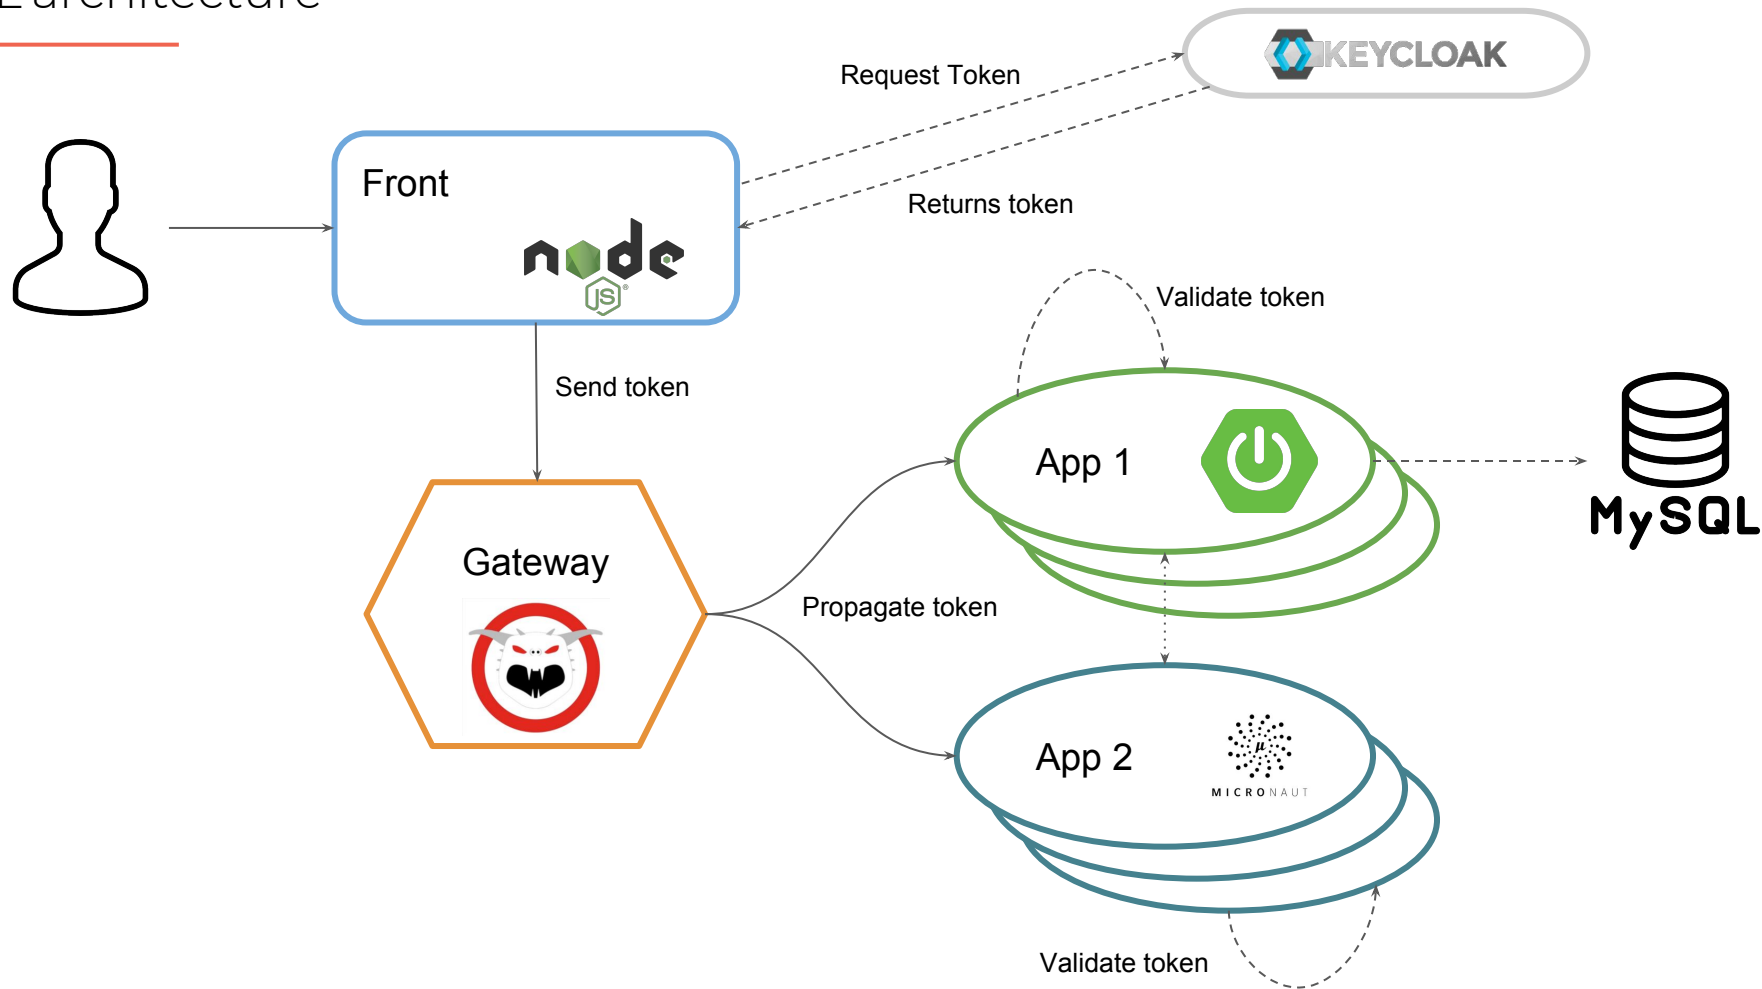 L'architecture
KEYCLOAK
Request Token
Front
Returns token
node
JS
®
Validate token
Send token
App 1
MySQL
Gateway
Propagate token
App 2
μ
MICRONAUT
Validate token